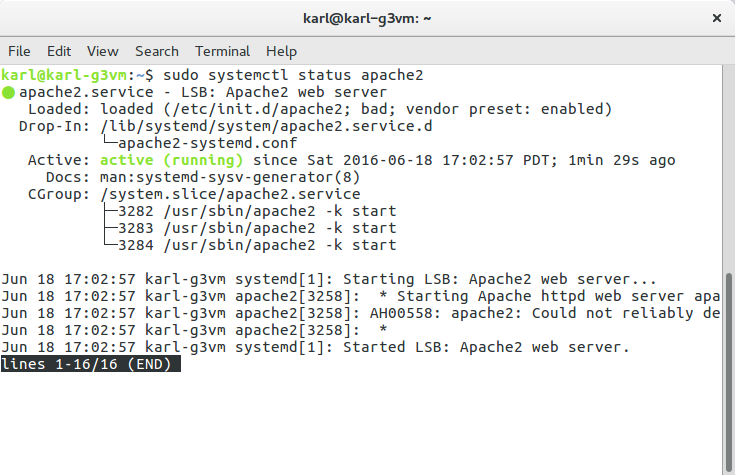 karl@karl-g3vm: ~
File Edit View Search Terminal Help
karl@karl-g3vm:~$ sudo systemctl status apache2
● apache2.service - LSB: Apache2 web server
   Loaded: loaded (/etc/init.d/apache2; bad; vendor preset: enabled)
  Drop-In: /lib/systemd/system/apache2.service.d
           └─apache2-systemd.conf
   Active: active (running) since Sat 2016-06-18 17:02:57 PDT; 1min 29s ago
     Docs: man:systemd-sysv-generator(8)
   CGroup: /system.slice/apache2.service
           ├─3282 /usr/sbin/apache2 -k start
           ├─3283 /usr/sbin/apache2 -k start
           └─3284 /usr/sbin/apache2 -k start

Jun 18 17:02:57 karl-g3vm systemd[1]: Starting LSB: Apache2 web server...
Jun 18 17:02:57 karl-g3vm apache2[3258]:  * Starting Apache httpd web server apa
Jun 18 17:02:57 karl-g3vm apache2[3258]: AH00558: apache2: Could not reliably de
Jun 18 17:02:57 karl-g3vm apache2[3258]:  *
Jun 18 17:02:57 karl-g3vm systemd[1]: Started LSB: Apache2 web server.
lines 1-16/16 (END)